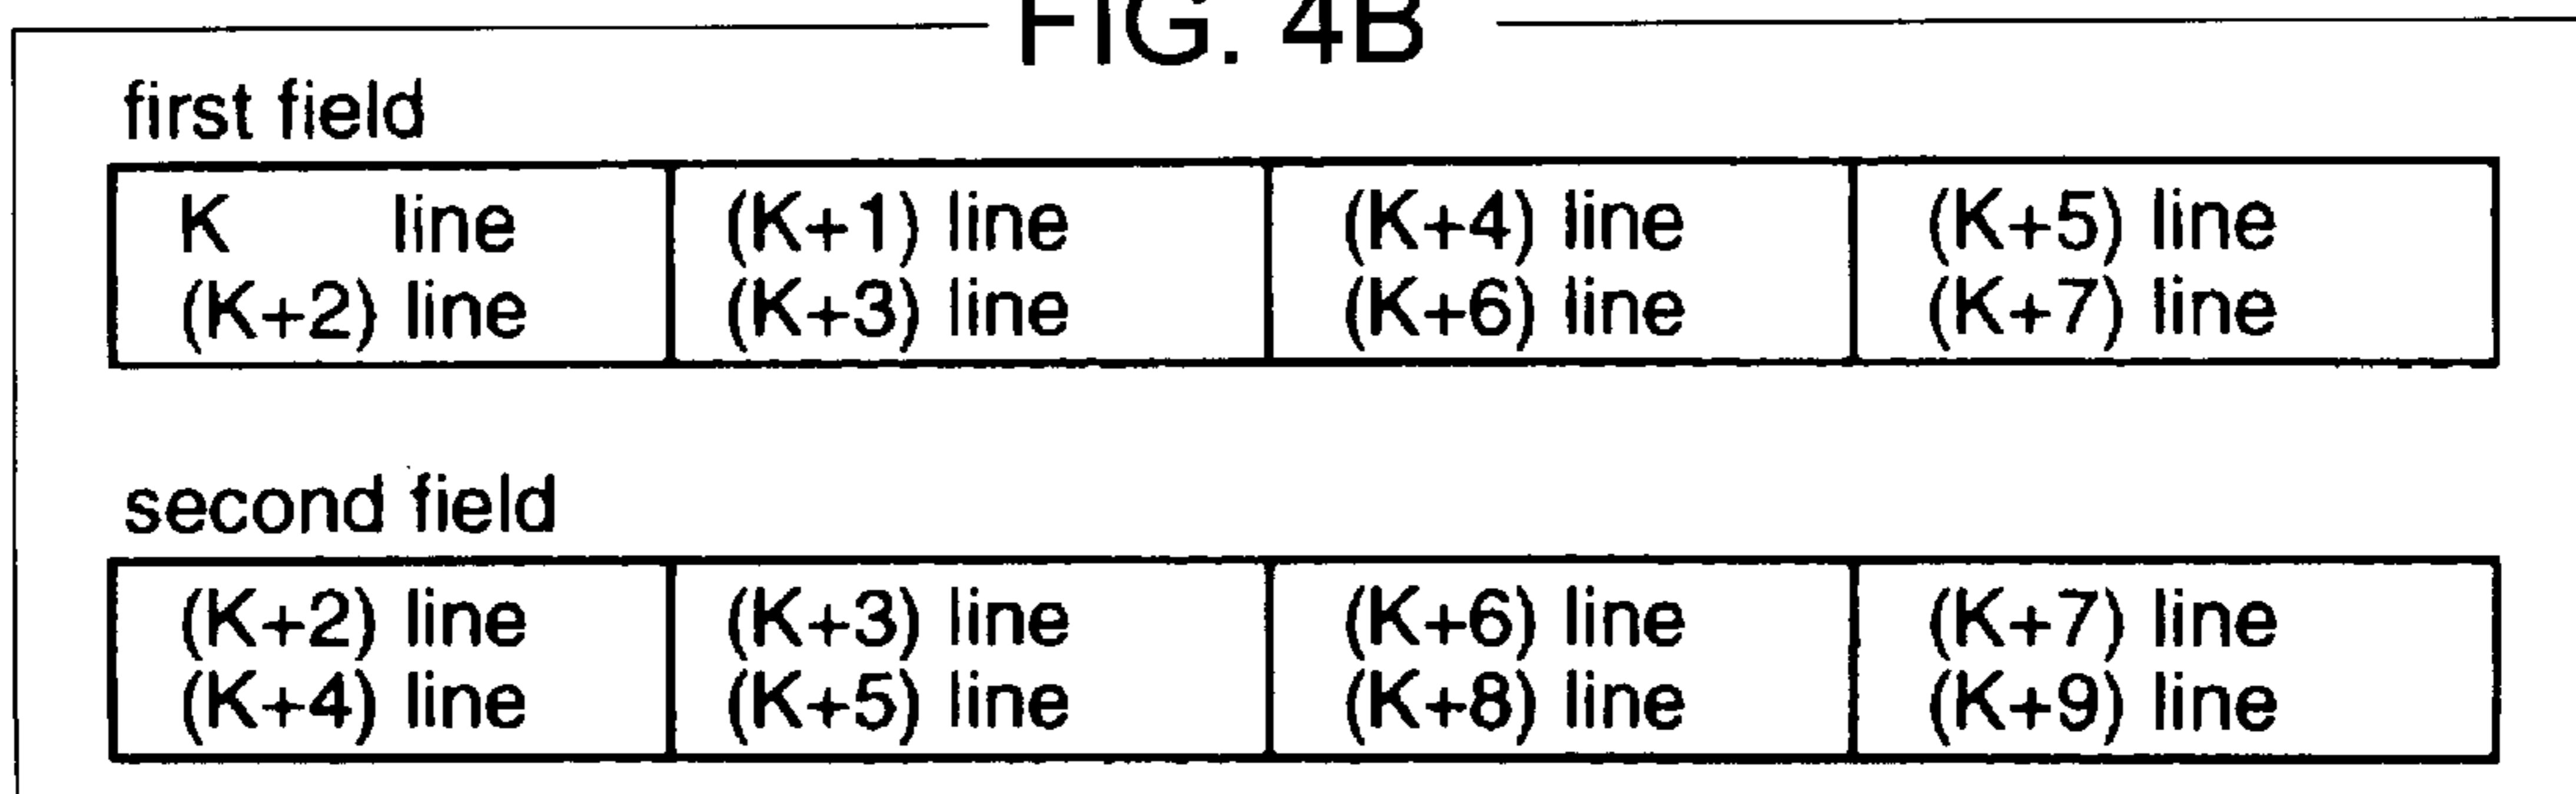 FIG. 4B
first field
K line (K+1) line (K+4) line (K+5) line
(K+2) line (K+3) line (K+6) line (K+7) line
second field
(K+2) line (K+3) line (K+6) line (K+7) line
(K+4) line (K+5) line (K+8) line (K+9) line